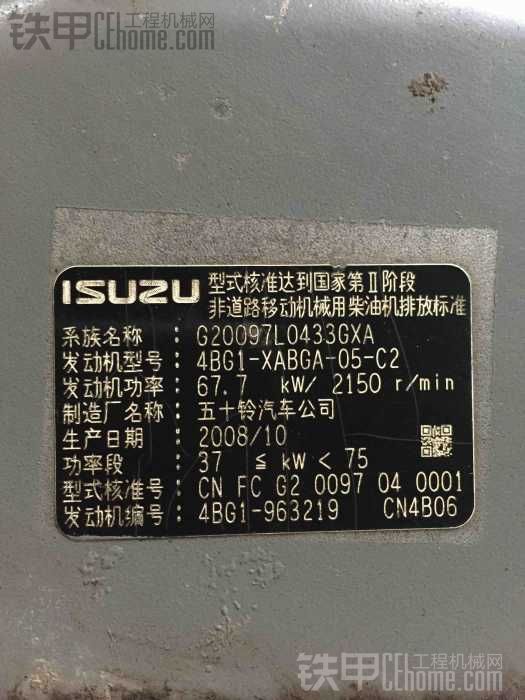 铁甲 工程机械网
CEhome.com
ISUZU 型式核准达到国家第Ⅱ阶段
非道路移动机械用柴油机排放标准
系族名称: G20097L0433GXA
发动机型号: 4BG1-XABGA-05-C2
发动机功率: 67.7 kW/ 2150 r/min
制造厂名称: 五十铃汽车公司
生产日期: 2008/10
功率段: 37 ≦ kW < 75
型式核准号: CN FC G2 0097 04 0001
发动机编号: 4BG1-963219 CN4B06
铁甲 工程机械网
CEhome.com